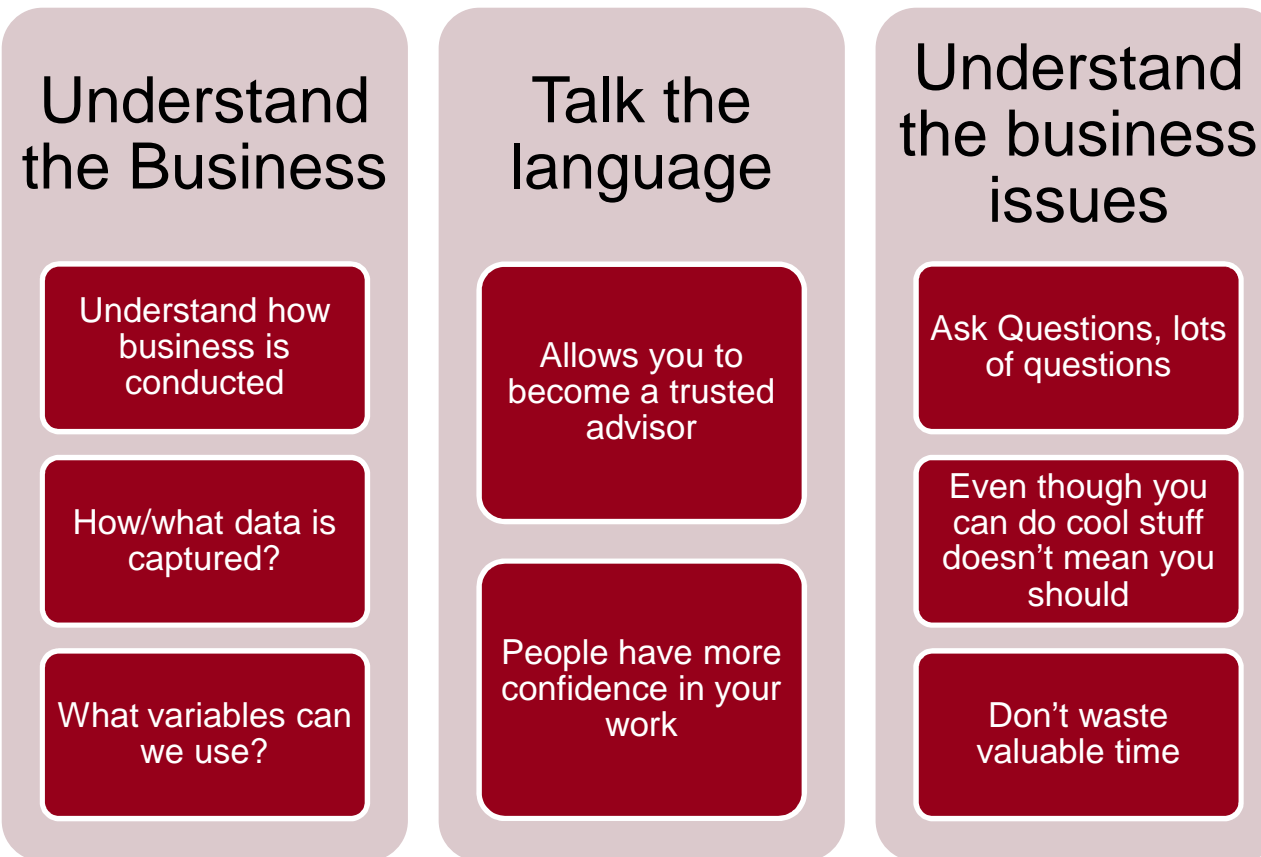 Understand
the Business
Understand how
business is
conducted
How/what data is
captured?
What variables can
we use?
Talk the
language
Allows you to
become a trusted
advisor
People have more
confidence in your
work
Understand
the business
issues
Ask Questions, lots
of questions
Even though you
can do cool stuff
doesn’t mean you
should
Don’t waste
valuable time